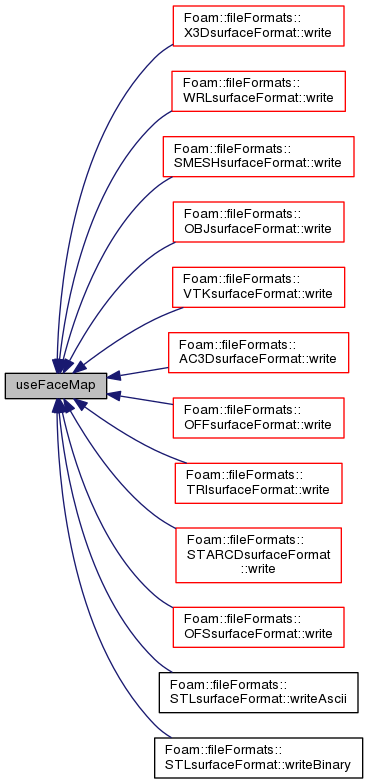 Foam::fileFormats::
X3DsurfaceFormat::write
Foam::fileFormats::
WRLsurfaceFormat::write
Foam::fileFormats::
SMESHsurfaceFormat::write
Foam::fileFormats::
OBJsurfaceFormat::write
Foam::fileFormats::
VTKsurfaceFormat::write
Foam::fileFormats::
AC3DsurfaceFormat::write
useFaceMap
Foam::fileFormats::
OFFsurfaceFormat::write
Foam::fileFormats::
TRIsurfaceFormat::write
Foam::fileFormats::
STARCDsurfaceFormat
::write
Foam::fileFormats::
OFSsurfaceFormat::write
Foam::fileFormats::
STLsurfaceFormat::writeAscii
Foam::fileFormats::
STLsurfaceFormat::writeBinary